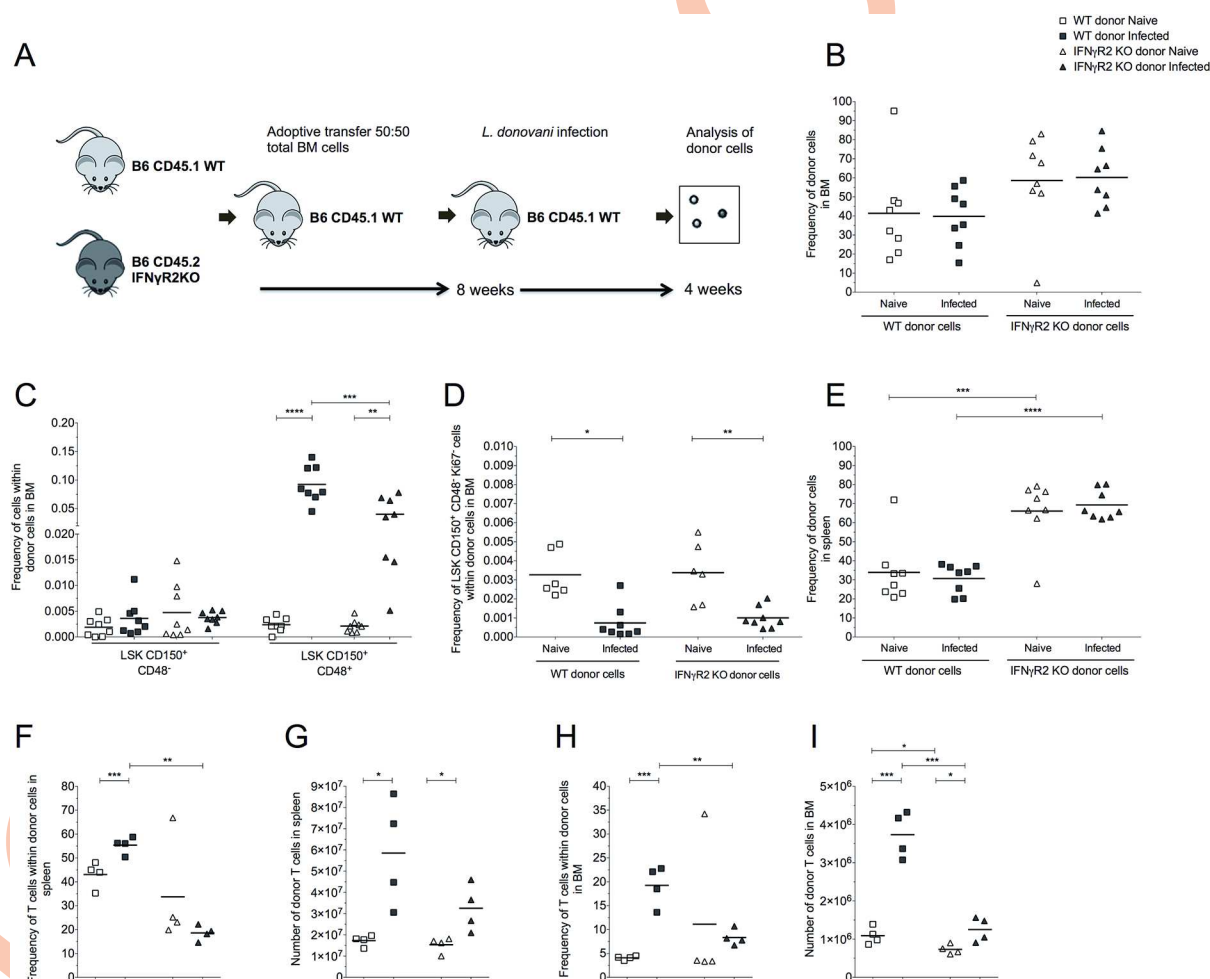 WT donor Naive
WT donor Infected
IFNγR2 KO donor Naive
IFNγR2 KO donor Infected
A
Adoptive transfer 50:50
total BM cells
L. donovani infection
Analysis of
donor cells
B6 CD45.1 WT
B6 CD45.1 WT
B6 CD45.1 WT
B6 CD45.2
IFNγR2KO
8 weeks
4 weeks
B
Frequency of donor cells
in BM
100
90
80
70
60
50
40
30
20
10
0
Naive
Infected
Naive
Infected
WT donor cells
IFNγR2 KO donor cells
C
Frequency of cells within
donor cells in BM
0.20
0.15
0.10
0.05
0.020
0.015
0.010
0.005
0.000
****
***
**
LSK CD150+
CD48-
LSK CD150+
CD48+
D
Frequency of LSK CD150+ CD48- Ki67- cells
within donor cells in BM
0.010
0.009
0.008
0.007
0.006
0.005
0.004
0.003
0.002
0.001
0.000
*
**
Naive
Infected
Naive
Infected
WT donor cells
IFNγR2 KO donor cells
E
Frequency of donor cells
in spleen
100
90
80
70
60
50
40
30
20
10
0
***
****
Naive
Infected
Naive
Infected
WT donor cells
IFNγR2 KO donor cells
F
Frequency of T cells within donor cells in
spleen
80
70
60
50
40
30
20
10
0
***
**
G
Number of donor T cells in spleen
9×10⁷
8×10⁷
7×10⁷
6×10⁷
5×10⁷
4×10⁷
3×10⁷
2×10⁷
1×10⁷
0
*
*
H
Frequency of T cells within donor cells
in BM
40
35
30
25
20
15
10
5
0
***
**
I
Number of donor T cells in BM
5×10⁶
4×10⁶
3×10⁶
2×10⁶
1×10⁶
0
*
***
***
*